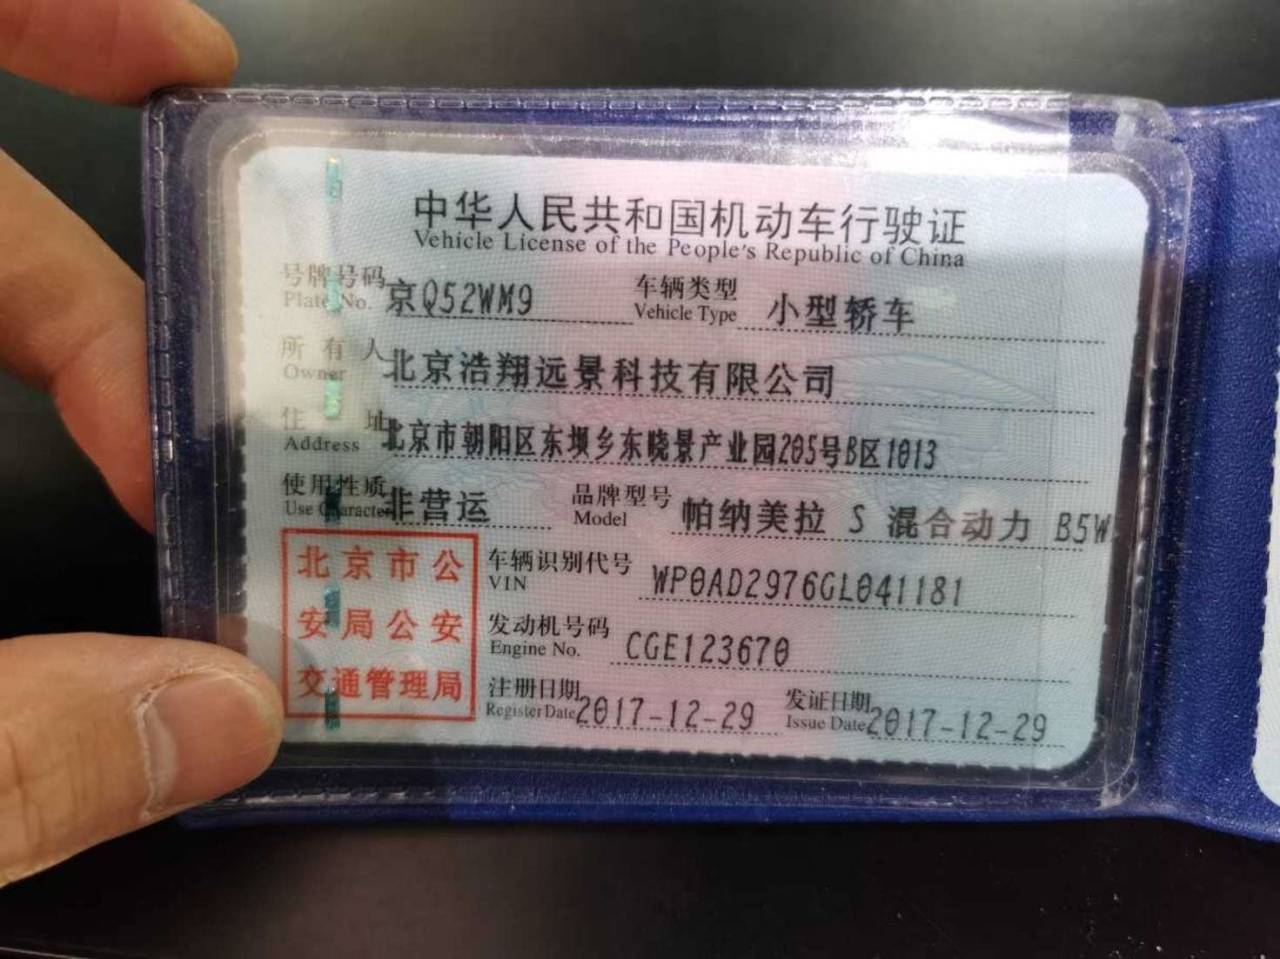 中华人民共和国机动车行驶证
Vehicle License of the People's Republic of China
号牌号码 京Q52WM9 车辆类型 小型轿车
Plate No. Vehicle Type
所有人 北京浩翔远景科技有限公司
Owner
住址 北京市朝阳区东坝乡东晓景产业园205号B区1013
Address
使用性质 非营运 品牌型号 帕纳美拉 S 混合动力 B5W
Use Character Model
北京市公
安局公安
交通管理局
车辆识别代号 WP0AD2976GL041181
VIN
发动机号码 CGE123670
Engine No.
注册日期 2017-12-29 发证日期 2017-12-29
Register Date Issue Date